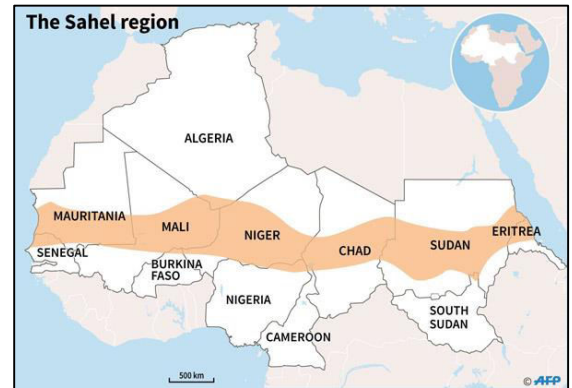 The Sahel region
ALGERIA
MAURITANIA
MALI
NIGER
CHAD
SUDAN
ERITREA
SENEGAL
BURKINA
FASO
NIGERIA
CAMEROON
SOUTH
SUDAN
500 km
© AFP